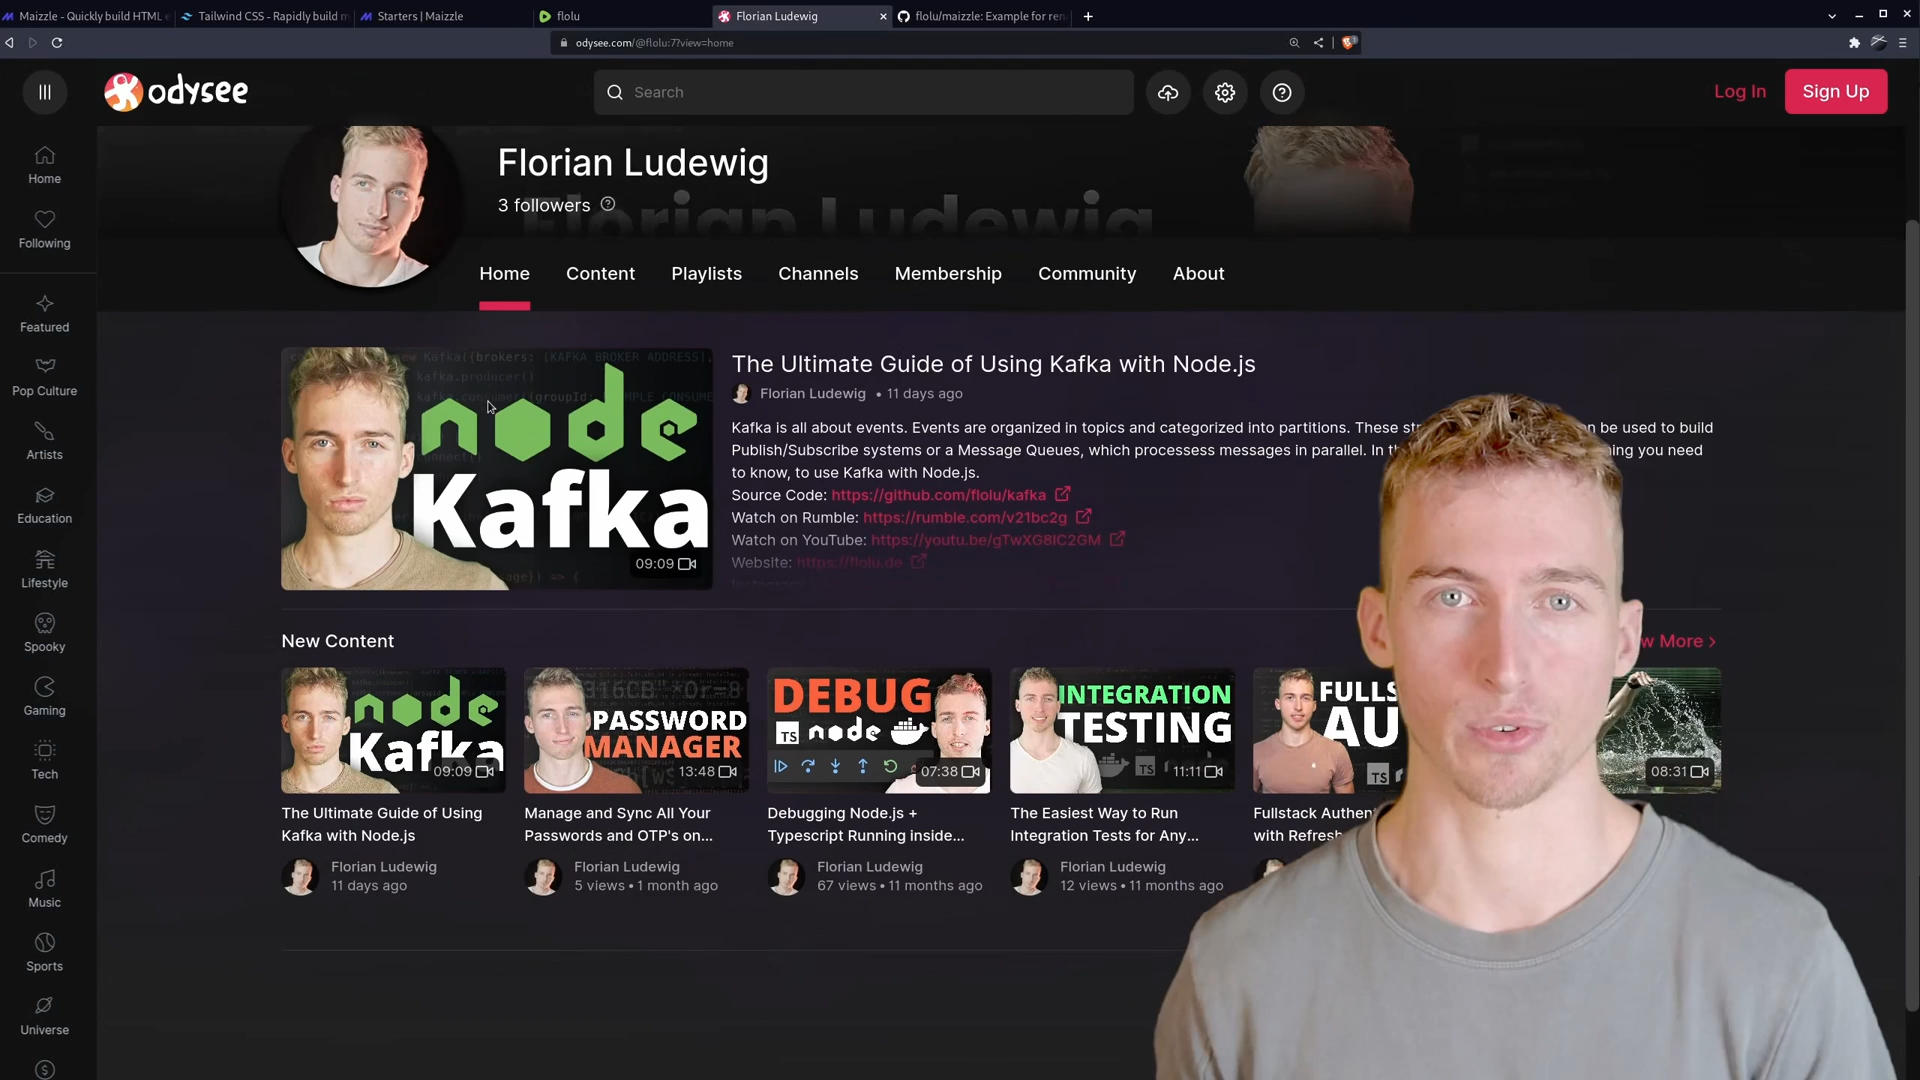 Maizzle - Quickly build HTML
Tailwind CSS - Rapidly build m
Starters | Maizzle
flolu
Florian Ludewig
flolu/maizzle: Example for ren
odysee.com/@flolu:7?view=home
odysee
Search
Log In
Sign Up
Home
Following
Featured
Pop Culture
Artists
Education
Lifestyle
Spooky
Gaming
Tech
Comedy
Music
Sports
Universe
Florian Ludewig
3 followers
Florian Ludewig
Home
Content
Playlists
Channels
Membership
Community
About
node
Kafka
09:09
The Ultimate Guide of Using Kafka with Node.js
Florian Ludewig • 11 days ago
Kafka is all about events. Events are organized in topics and categorized into partitions. These st n be used to build
Publish/Subscribe systems or a Message Queues, which processess messages in parallel. In t ing you need
to know, to use Kafka with Node.js.
Source Code: https://github.com/flolu/kafka
Watch on Rumble: https://rumble.com/v21bc2g
Watch on YouTube: https://youtu.be/gTwXG8IC2GM
Website: https://flolu.de
New Content
w More >
node
Kafka
09:09
The Ultimate Guide of Using
Kafka with Node.js
Florian Ludewig
11 days ago
PASSWORD
MANAGER
13:48
Manage and Sync All Your
Passwords and OTP's on...
Florian Ludewig
5 views • 1 month ago
DEBUG
TS node
07:38
Debugging Node.js +
Typescript Running inside...
Florian Ludewig
67 views • 11 months ago
INTEGRATION
TESTING
TS
11:11
The Easiest Way to Run
Integration Tests for Any...
Florian Ludewig
12 views • 11 months ago
FULLS
AU
TS
Fullstack Authen
with Refresh
08:31